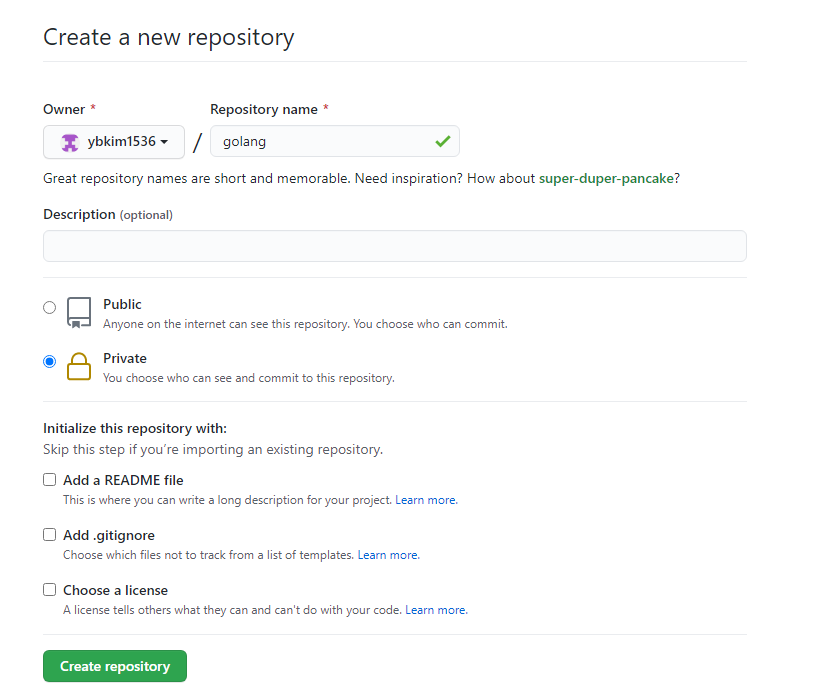 Create a new repository
Owner *
Repository name *
ybkim1536 / golang
Great repository names are short and memorable. Need inspiration? How about super-duper-pancake?
Description (optional)
Public
Anyone on the internet can see this repository. You choose who can commit.
Private
You choose who can see and commit to this repository.
Initialize this repository with:
Skip this step if you’re importing an existing repository.
Add a README file
This is where you can write a long description for your project. Learn more.
Add .gitignore
Choose which files not to track from a list of templates. Learn more.
Choose a license
A license tells others what they can and can't do with your code. Learn more.
Create repository